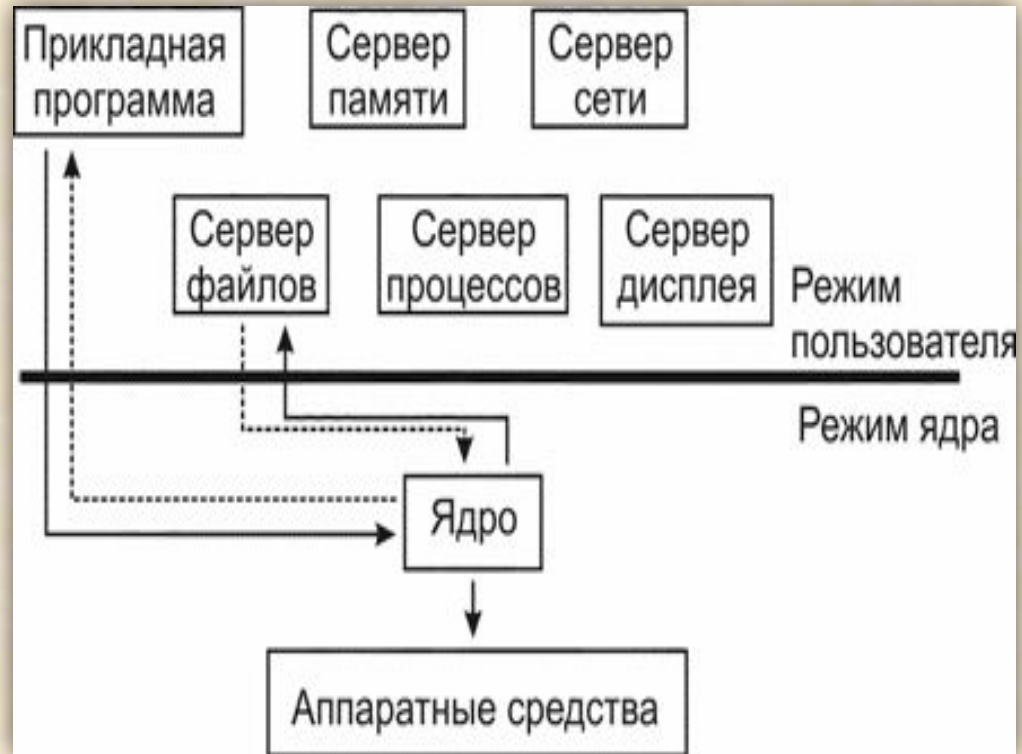 Прикладная
программа
Сервер
памяти
Сервер
сети
Сервер
файлов
Сервер
процессов
Сервер
дисплея
Режим
пользователя
Режим ядра
Ядро
Аппаратные средства